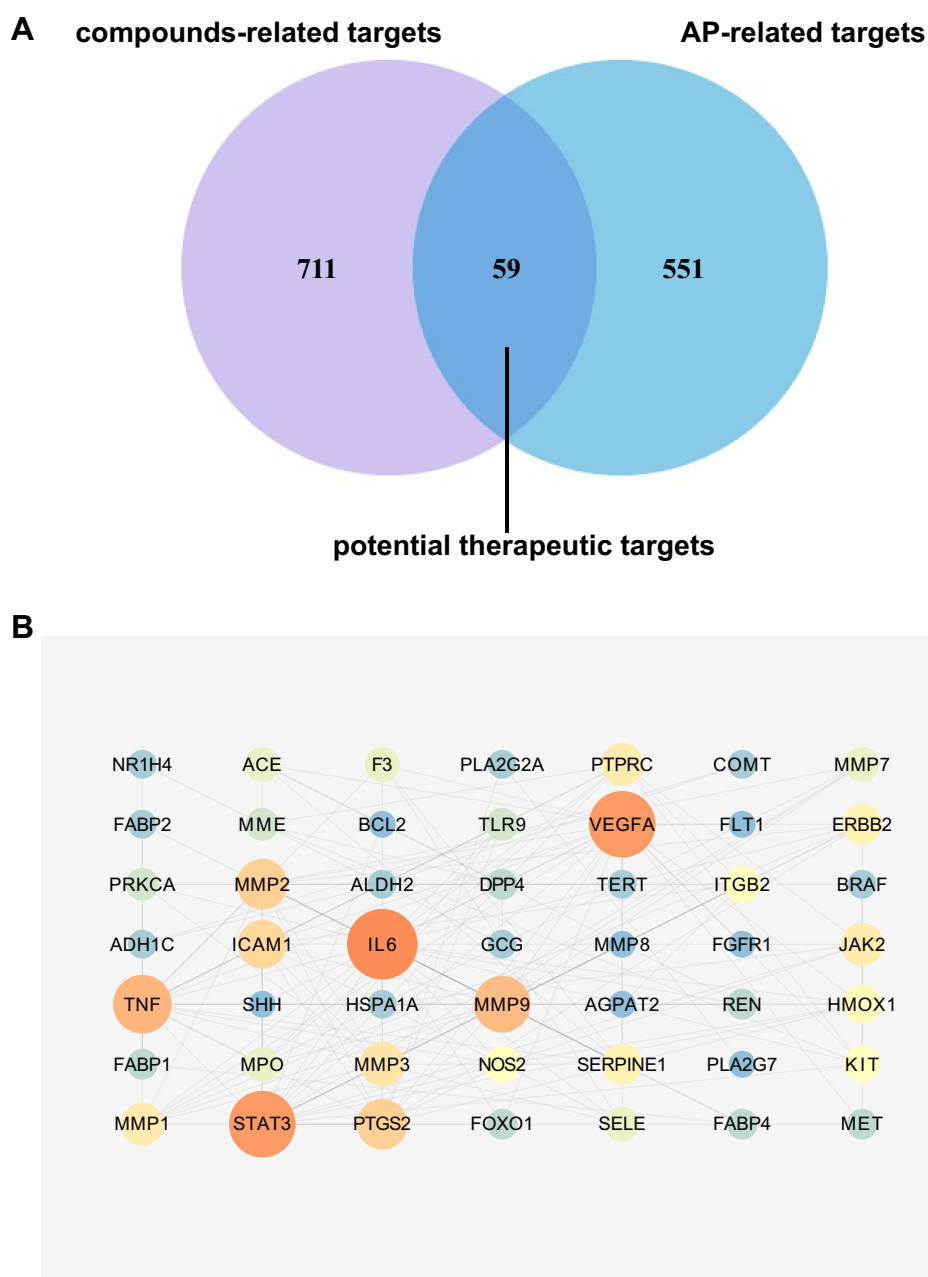 A compounds-related targets AP-related targets
711 59 551
potential therapeutic targets
B
NR1H4 ACE F3 PLA2G2A PTPRC COMT MMP7
FABP2 MME BCL2 TLR9 VEGFA FLT1 ERBB2
PRKCA MMP2 ALDH2 DPP4 TERT ITGB2 BRAF
ADH1C ICAM1 IL6 GCG MMP8 FGFR1 JAK2
TNF SHH HSPA1A MMP9 AGPAT2 REN HMOX1
FABP1 MPO MMP3 NOS2 SERPINE1 PLA2G7 KIT
MMP1 STAT3 PTGS2 FOXO1 SELE FABP4 MET